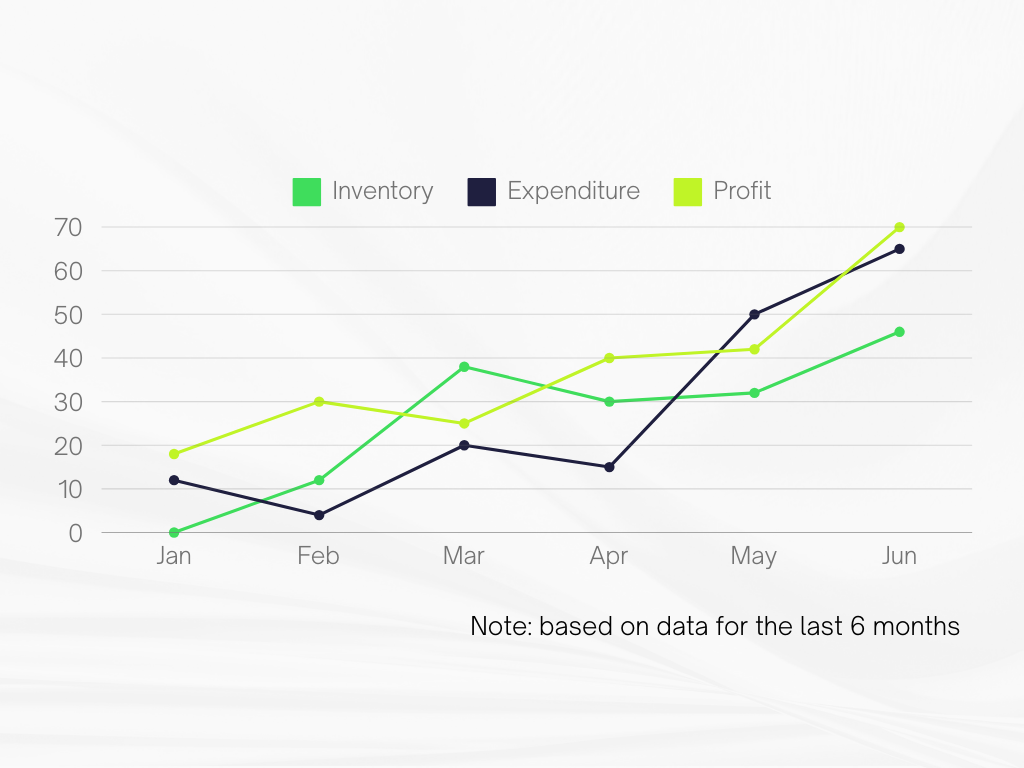 Inventory Expenditure Profit
70
60
50
40
30
20
10
0
Jan Feb Mar Apr May Jun
Note: based on data for the last 6 months